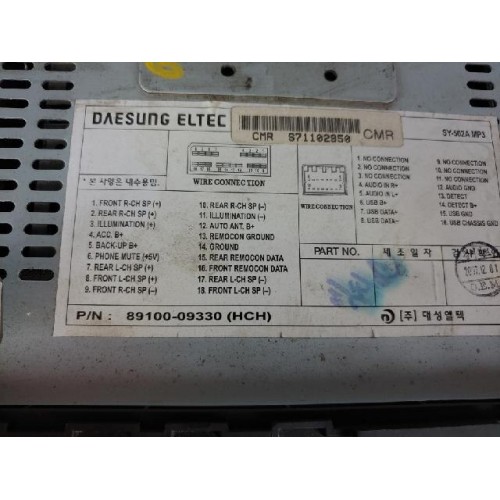 DAESUNG ELTEC
CMR S71102950 CMR
SY-M02A MP3
* 본 사양은 내수용임.
WIRE CONNECTION
1. FRONT R-CH SP (+)
2. REAR R-CH SP (+)
3. ILLUMINATION (+)
4. ACC. B+
5. BACK-UP B+
6. PHONE MUTE (+5V)
7. REAR L-CH SP (+)
8. FRONT L-CH SP (+)
9. FRONT R-CH SP (–)
10. REAR R-CH SP (–)
11. ILLUMINATION (–)
12. AUTO ANT. B+
13. REMOCON GROUND
14. GROUND
15. REAR REMOCON DATA
16. FRONT REMOCON DATA
17. REAR L-CH SP (–)
18. FRONT L-CH SP (–)
WIRE CONNECTION
1. NO CONNECTION
2. NO CONNECTION
3. NO CONNECTION
4. AUDIO IN R+
5. AUDIO IN L+
6. USB B+
7. USB DATA+
8. USB DATA-
9. NO CONNECTION
10. NO CONNECTION
11. NO CONNECTION
12. AUDIO GND
13. DETECT
14. DETECT B+
15. USB GND
16. USB CHASSIS GND
PART NO. 제 조 일 자
P/N : 89100-09330 (HCH)
[주] 대성엘텍